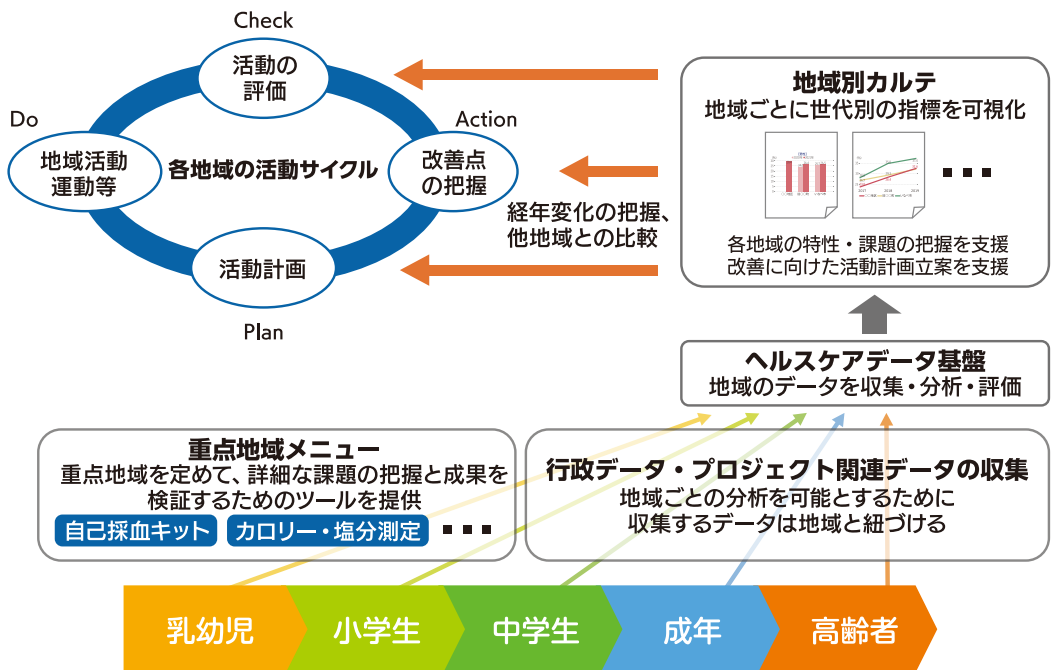 Check
活動の
評価
Do
地域活動
運動等
各地域の活動サイクル
Action
改善点
の把握
活動計画
Plan
経年変化の把握、
他地域との比較
地域別カルテ
地域ごとに世代別の指標を可視化
2017 2018 2019
各地域の特性・課題の把握を支援
改善に向けた活動計画立案を支援
ヘルスケアデータ基盤
地域のデータを収集・分析・評価
重点地域メニュー
重点地域を定めて、詳細な課題の把握と成果を
検証するためのツールを提供
自己採血キット
カロリー・塩分測定
行政データ・プロジェクト関連データの収集
地域ごとの分析を可能とするために
収集するデータは地域と紐づける
乳幼児
小学生
中学生
成年
高齢者